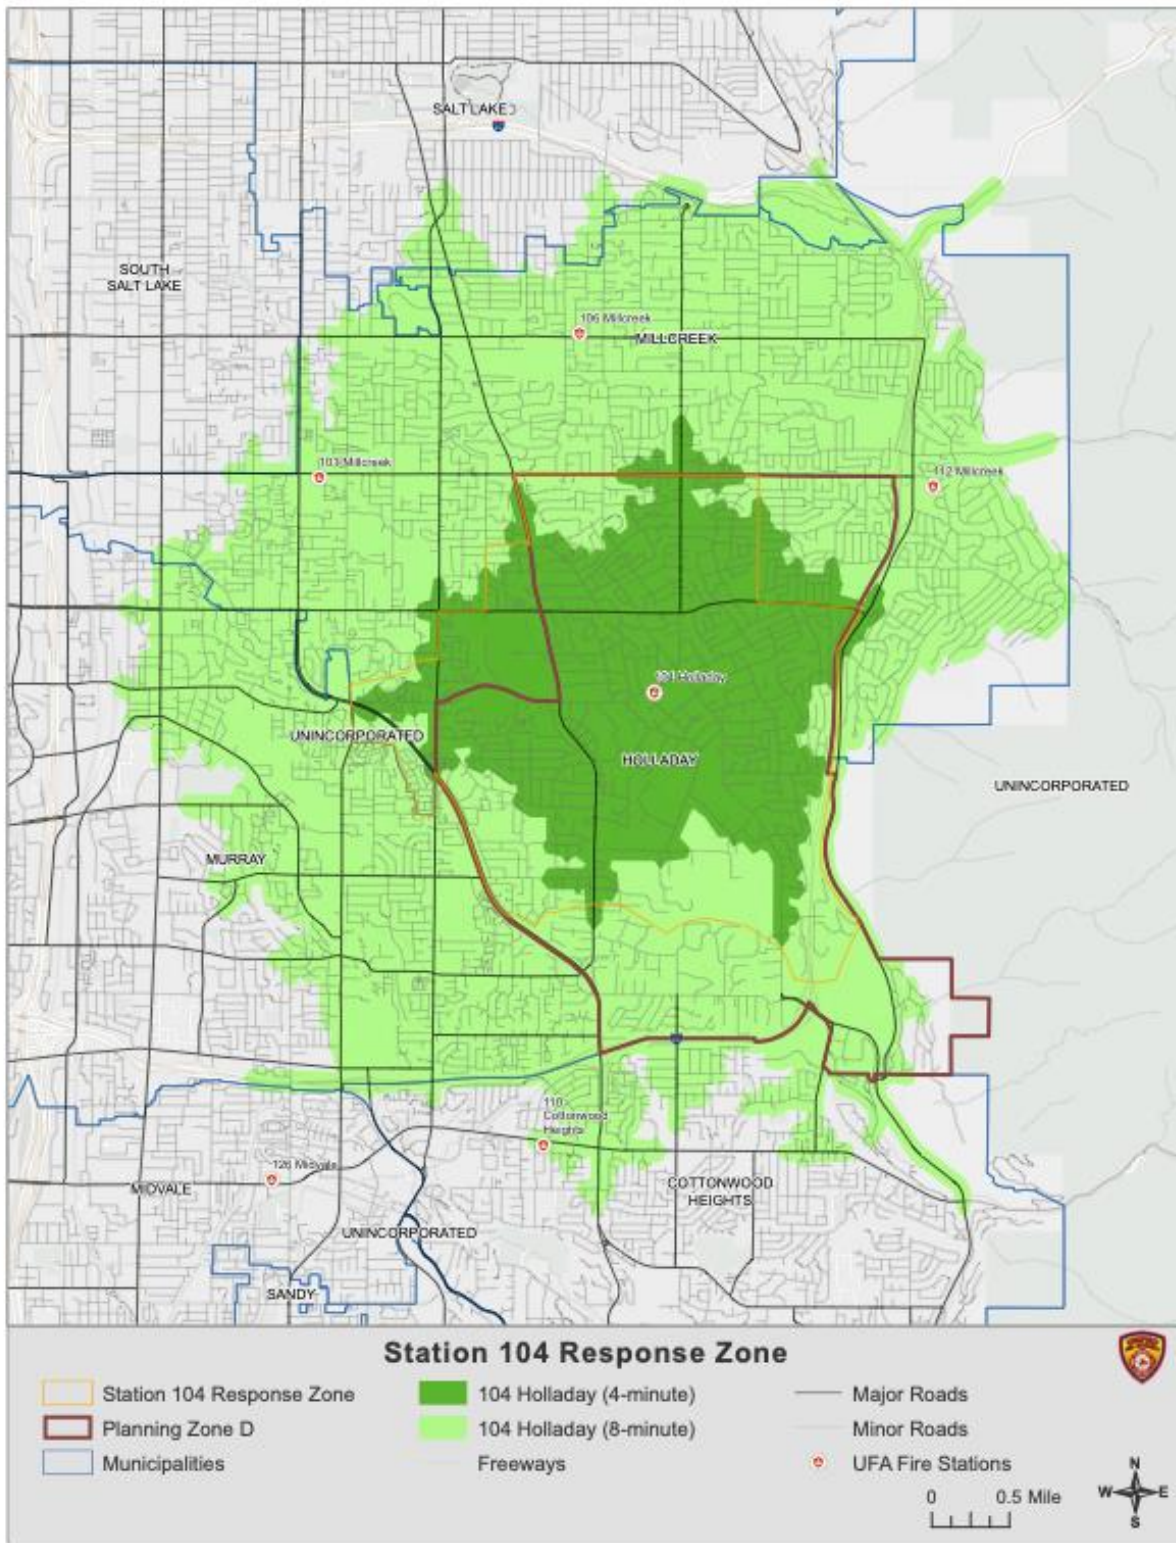 SALT LAKE
SOUTH
SALT LAKE
106 Millcreek
MILLCREEK
103 Millcreek
112 Millcreek
104 Holladay
UNINCORPORATED
HOLLADAY
UNINCORPORATED
MURRAY
110
Cottonwood
Heights
126 Midvale
MIDVALE
COTTONWOOD
HEIGHTS
UNINCORPORATED
SANDY
Station 104 Response Zone
Station 104 Response Zone
104 Holladay (4-minute)
Major Roads
Planning Zone D
104 Holladay (8-minute)
Minor Roads
Municipalities
Freeways
UFA Fire Stations
0 0.5 Mile
N
W E
S